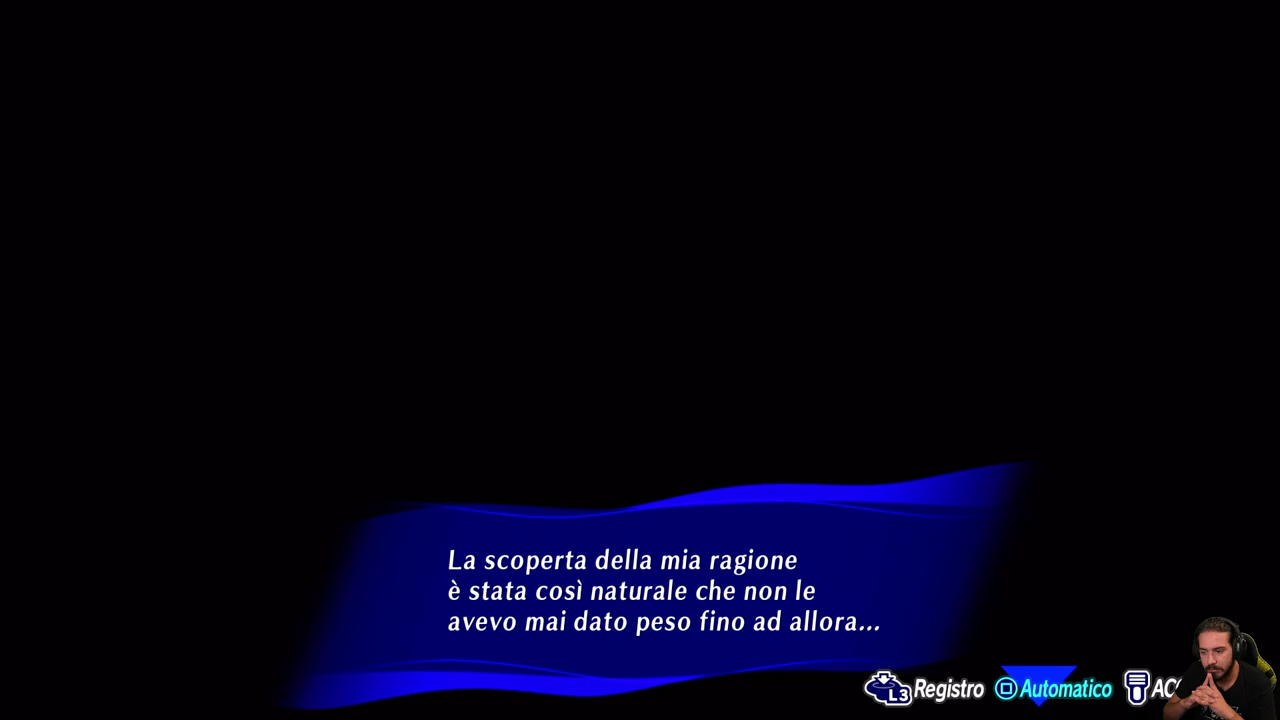 La scoperta della mia ragione
è stata così naturale che non le
avevo mai dato peso fino ad allora...
L3 Registro Automatico